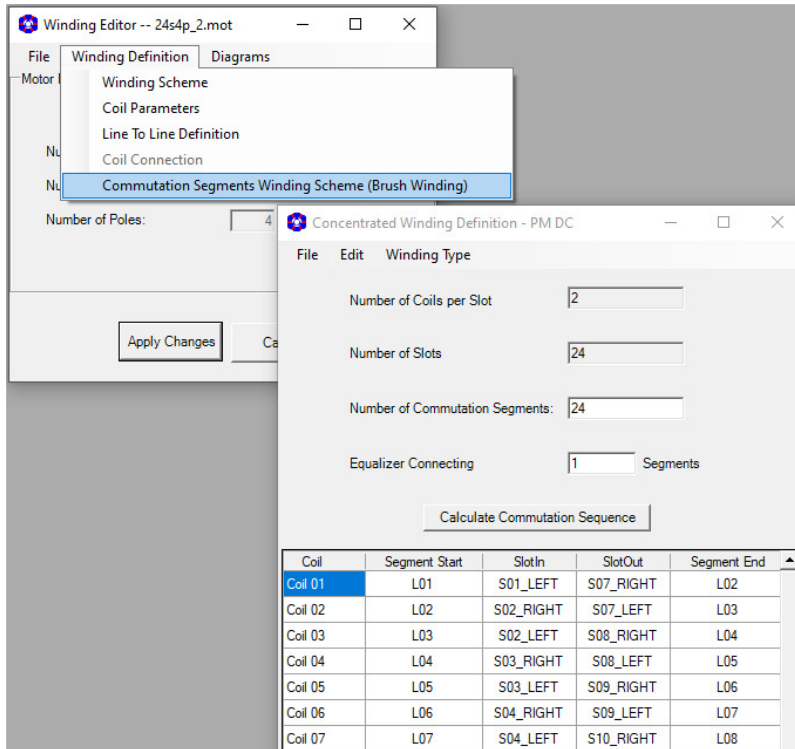 Winding Editor -- 24s4p_2.mot
File Winding Definition Diagrams
Motor
Winding Scheme
Coil Parameters
Line To Line Definition
Coil Connection
Commutation Segments Winding Scheme (Brush Winding)
Number of Poles: 4
Apply Changes
Concentrated Winding Definition - PM DC
File Edit Winding Type
Number of Coils per Slot 2
Number of Slots 24
Number of Commutation Segments: 24
Equalizer Connecting 1 Segments
Calculate Commutation Sequence
Coil Segment Start SlotIn SlotOut Segment End
Coil 01 L01 S01_LEFT S07_RIGHT L02
Coil 02 L02 S02_RIGHT S07_LEFT L03
Coil 03 L03 S02_LEFT S08_RIGHT L04
Coil 04 L04 S03_RIGHT S08_LEFT L05
Coil 05 L05 S03_LEFT S09_RIGHT L06
Coil 06 L06 S04_RIGHT S09_LEFT L07
Coil 07 L07 S04_LEFT S10_RIGHT L08